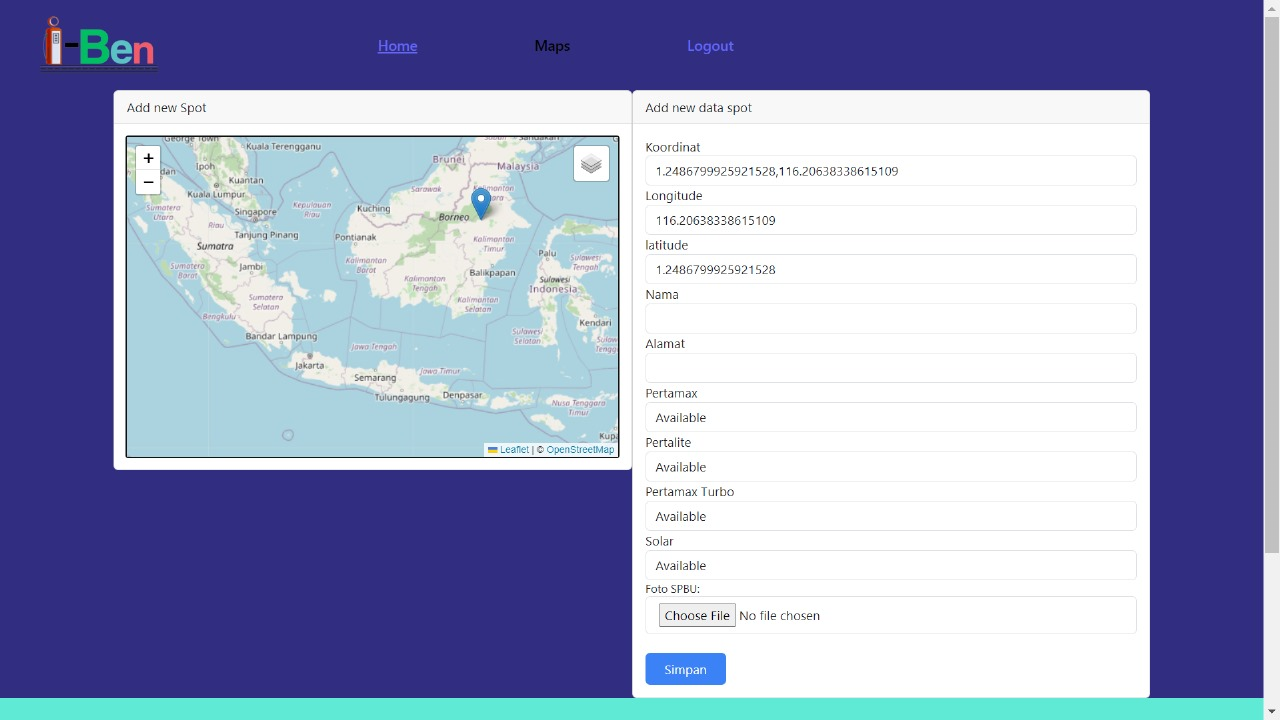 i-Ben
Home
Maps
Logout
Add new Spot
George Town
Kuala Terengganu
Sandakan
Ipoh
Brunei
Malaysia
Medan
Kuala Lumpur
Sarawak
Kalimantan
Utara
Sumatera
Utara
Singapore
Kepulauan
Riau
Kuching
Borneo
Riau
Tanjung Pinang
Pontianak
Kalimantan
Timur
Sumatra
Jambi
Kalimantan
Barat
Palu
Sulawesi
Tengah
Sumatera
Barat
Balikpapan
Kalimantan
Tengah
Sulawesi
Indonesia
Sumatera
Selatan
Kalimantan
Selatan
Bengkulu
Kendari
Bandar Lampung
Sulawesi
Selatan
Sulawesi
Tengg
Jawa Tengah
Jakarta
Semarang
Jawa Timur
Tulungagung
Denpasar
Nusa Tenggara
Timur
Kupa
Leaflet | © OpenStreetMap
Add new data spot
Koordinat
1.2486799925921528,116.20638338615109
Longitude
116.20638338615109
latitude
1.2486799925921528
Nama
Alamat
Pertamax
Available
Pertalite
Available
Pertamax Turbo
Available
Solar
Available
Foto SPBU:
Choose File No file chosen
Simpan